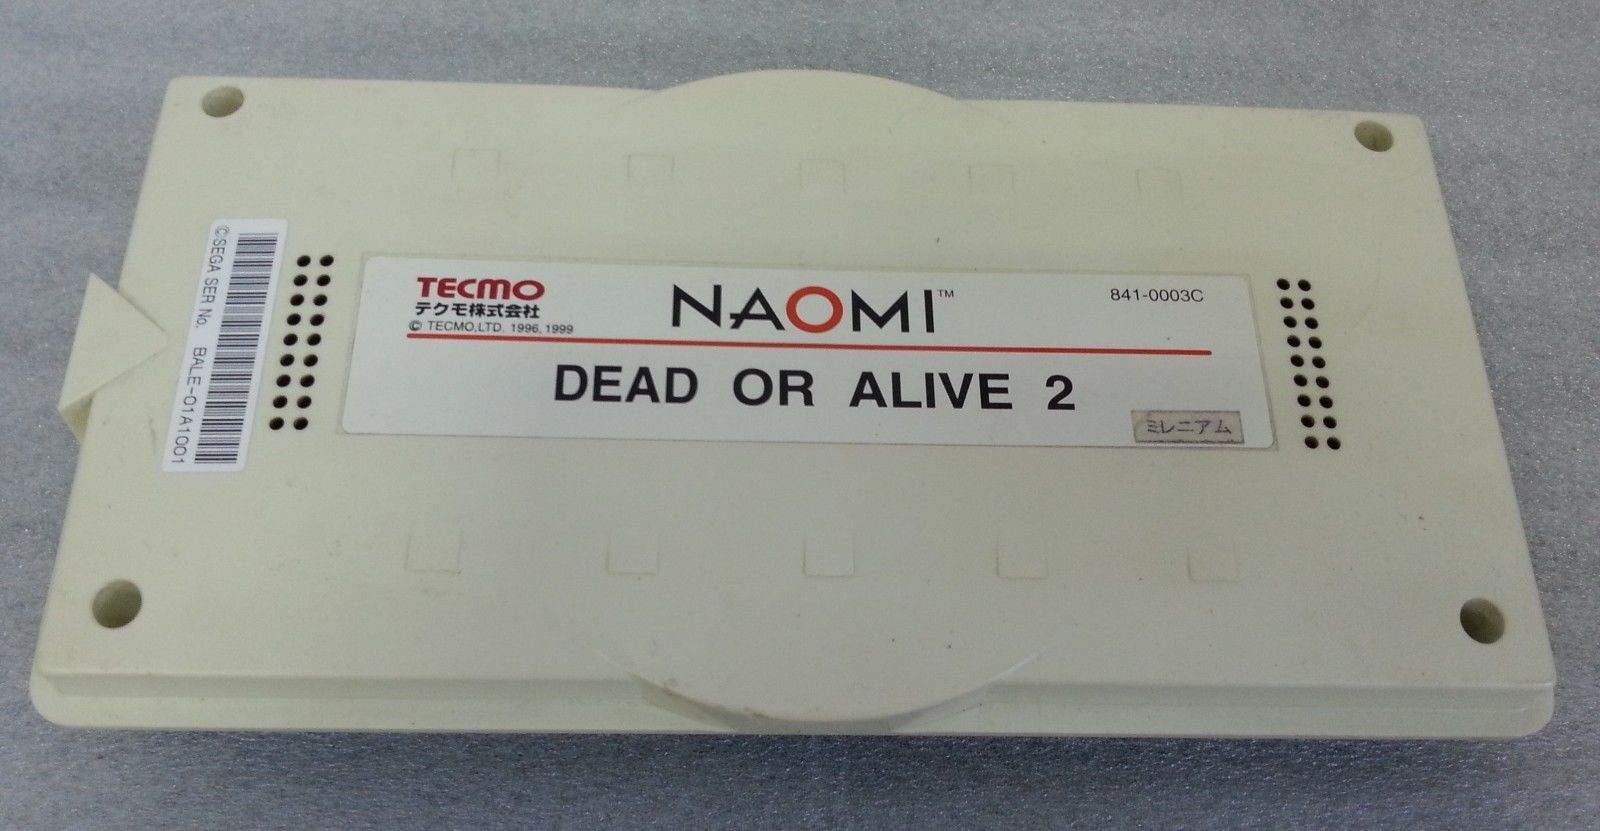 TECMO
テクモ株式会社
© TECMO,LTD. 1996, 1999
NAOMI™
841-0003C
DEAD OR ALIVE 2
ミレニアム
©SEGA SER No. BALE-01A1001